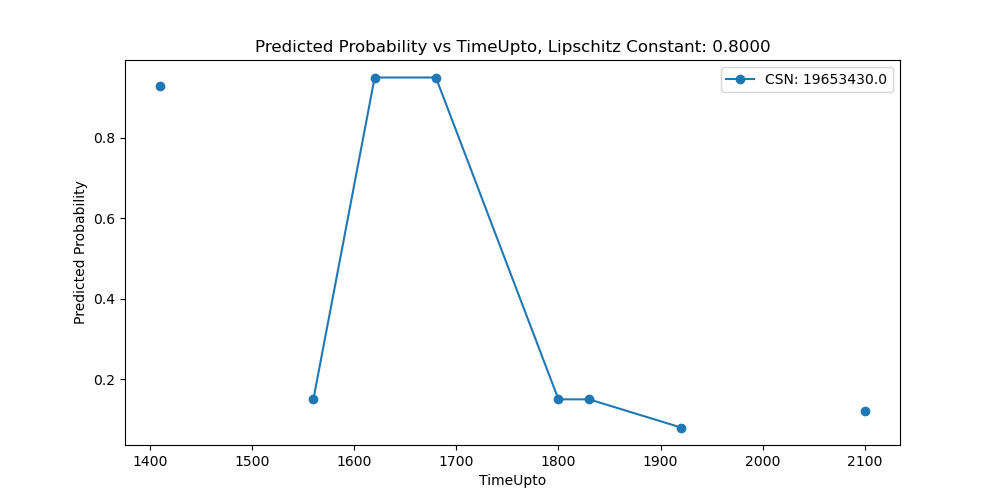 Predicted Probability vs TimeUpto, Lipschitz Constant: 0.8000
CSN: 19653430.0
Predicted Probability
0.8
0.6
0.4
0.2
1400 1500 1600 1700 1800 1900 2000 2100
TimeUpto